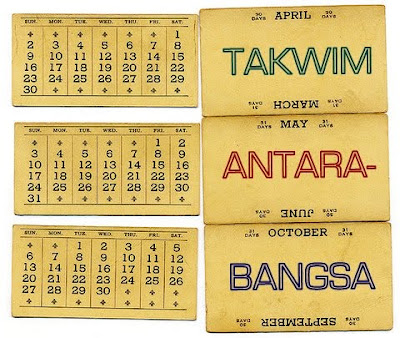 SUN. MON. TUE. WED. THU. FRI. SAT.
1
2 3 4 5 6 7 8
9 10 11 12 13 14 15
16 17 18 19 20 21 22
23 24 25 26 27 28 29
30
30 DAYS APRIL 30 DAYS
TAKWIM
31 DAYS MARCH 31 DAYS
SUN. MON. TUE. WED. THU. FRI. SAT.
1 2
3 4 5 6 7 8 9
10 11 12 13 14 15 16
17 18 19 20 21 22 23
24 25 26 27 28 29 30
31
31 DAYS MAY 31 DAYS
ANTARA-
30 DAYS JUNE 30 DAYS
SUN. MON. TUE. WED. THU. FRI. SAT.
1 2 3 4 5
6 7 8 9 10 11 12
13 14 15 16 17 18 19
20 21 22 23 24 25 26
27 28 29 30
31 DAYS OCTOBER 31 DAYS
BANGSA
30 DAYS SEPTEMBER 30 DAYS